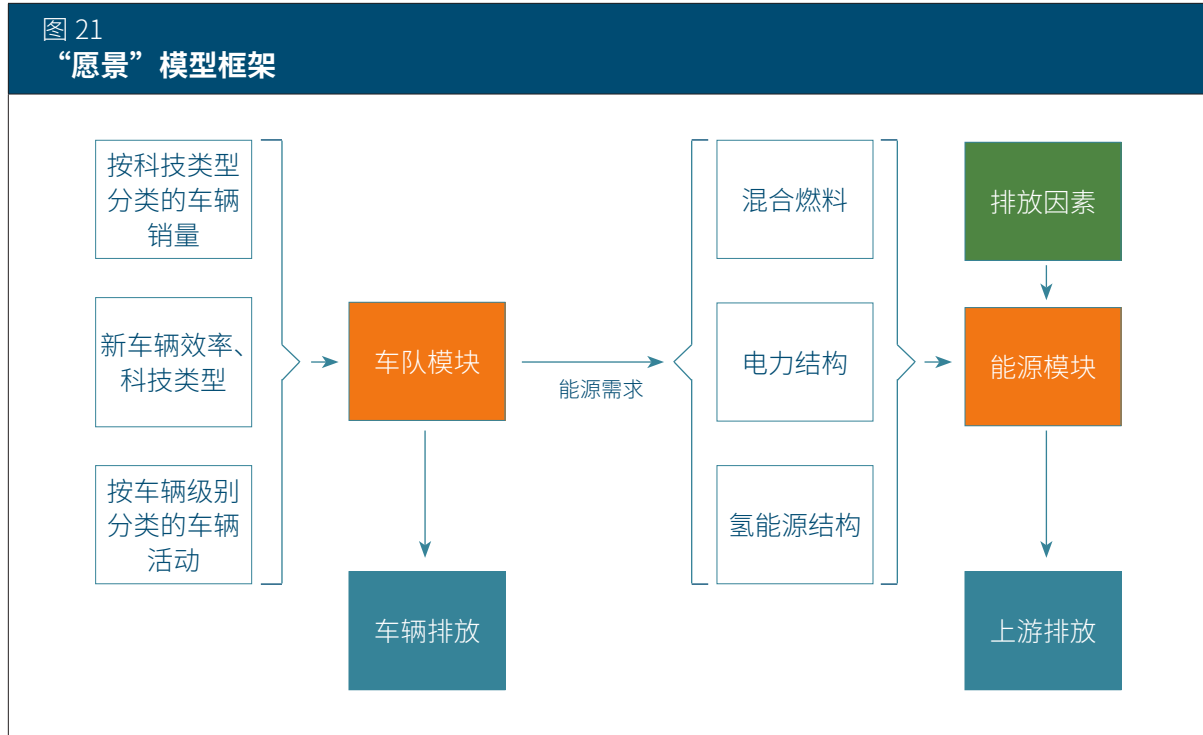 图 21
“愿景”模型框架
按科技类型
分类的车辆
销量
新车辆效率、
科技类型
按车辆级别
分类的车辆
活动
车队模块
车辆排放
能源需求
混合燃料
电力结构
氢能源结构
排放因素
能源模块
上游排放